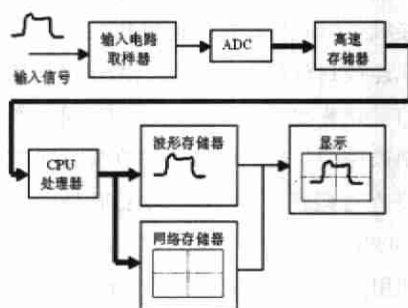 输入信号
输入电路
取样器
ADC
高速
存储器
CPU
处理器
波形存储器
网络存储器
显示